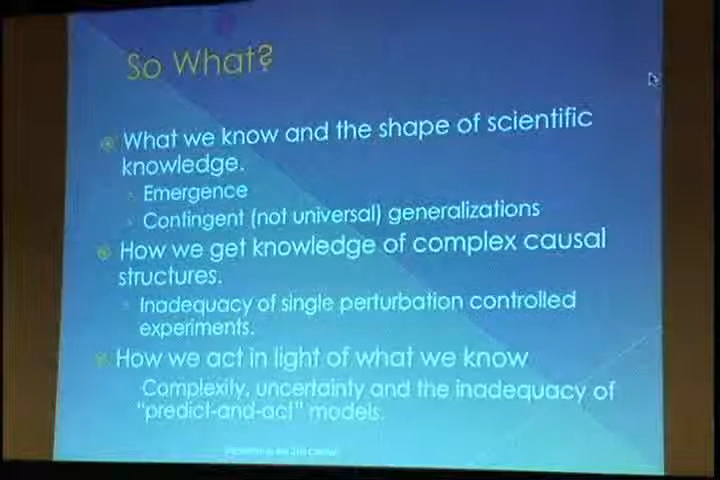 So What?
What we know and the shape of scientific
knowledge.
Emergence
Contingent (not universal) generalizations
How we get knowledge of complex causal
structures.
Inadequacy of single perturbation controlled
experiments.
How we act in light of what we know
Complexity, uncertainty and the inadequacy of
"predict-and-act" models.